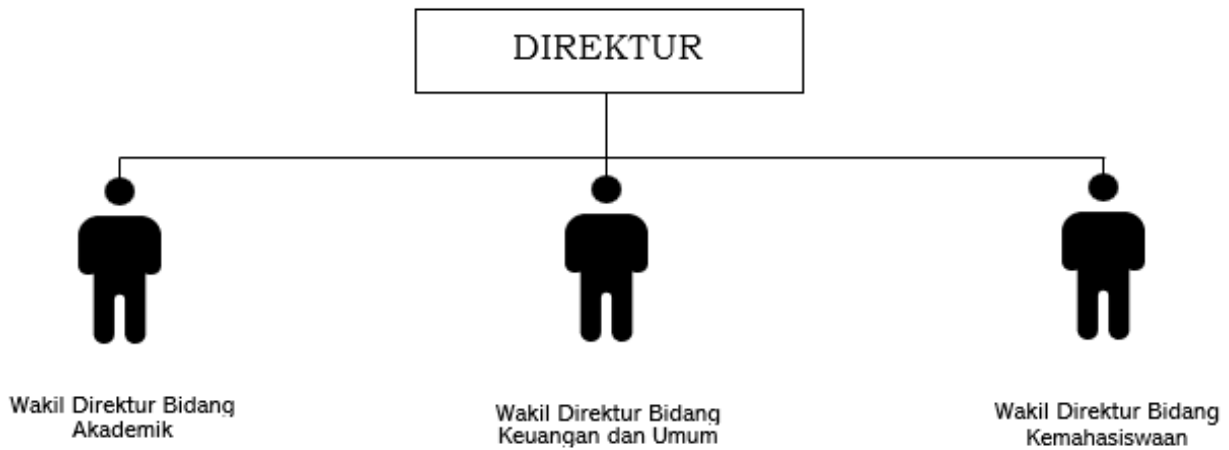 DIREKTUR
Wakil Direktur Bidang
Akademik
Wakil Direktur Bidang
Keuangan dan Umum
Wakil Direktur Bidang
Kemahasiswaan